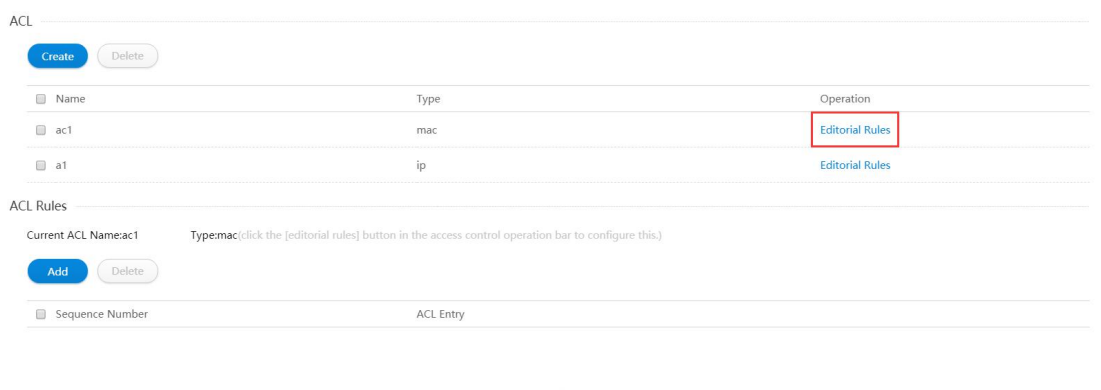 ACL
Create Delete
Name Type Operation
ac1 mac Editorial Rules
a1 ip Editorial Rules
ACL Rules
Current ACL Name:ac1 Type:mac(click the [editorial rules] button in the access control operation bar to configure this.)
Add Delete
Sequence Number ACL Entry